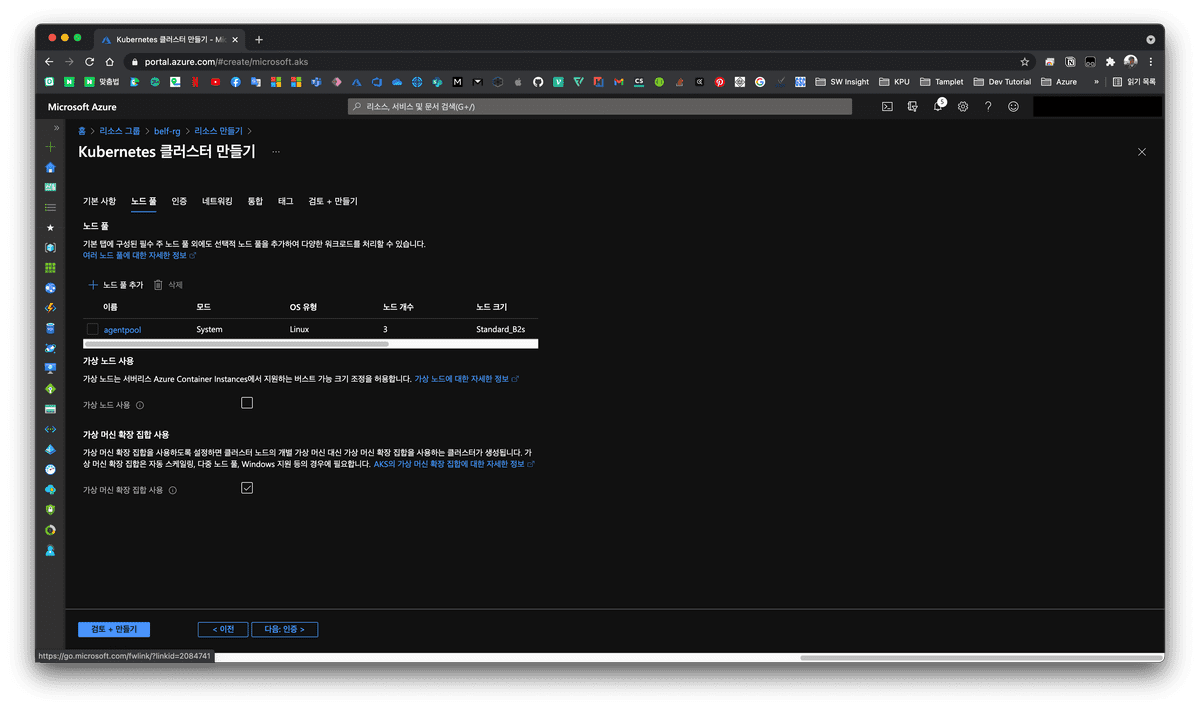 Kubernetes 클러스터 만들기 - Mic
portal.azure.com/#create/microsoft.aks
맞춤법
SW Insight
KPU
Tamplet
Dev Tutorial
Azure
»
읽기 목록
Microsoft Azure
리소스, 서비스 및 문서 검색(G+/)
5
홈 > 리소스 그룹 > belf-rg > 리소스 만들기 >
Kubernetes 클러스터 만들기 ...
기본 사항 노드 풀 인증 네트워킹 통합 태그 검토 + 만들기
노드 풀
기본 탭에 구성된 필수 주 노드 풀 외에도 선택적 노드 풀을 추가하여 다양한 워크로드를 처리할 수 있습니다.
여러 노드 풀에 대한 자세한 정보
+ 노드 풀 추가 삭제
이름 모드 OS 유형 노드 개수 노드 크기
agentpool System Linux 3 Standard_B2s
가상 노드 사용
가상 노드는 서버리스 Azure Container Instances에서 지원하는 버스트 가능 크기 조정을 허용합니다. 가상 노드에 대한 자세한 정보
가상 노드 사용
가상 머신 확장 집합 사용
가상 머신 확장 집합을 사용하도록 설정하면 클러스터 노드의 개별 가상 머신 대신 가상 머신 확장 집합을 사용하는 클러스터가 생성됩니다. 가
상 머신 확장 집합은 자동 스케일링, 다중 노드 풀, Windows 지원 등의 경우에 필요합니다. AKS의 가상 머신 확장 집합에 대한 자세한 정보
가상 머신 확장 집합 사용
검토 + 만들기
< 이전
다음: 인증 >
https://go.microsoft.com/fwlink/?linkid=2084741